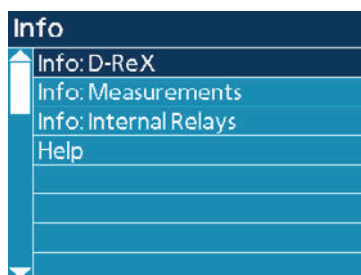 Info
Info: D-ReX
Info: Measurements
Info: Internal Relays
Help